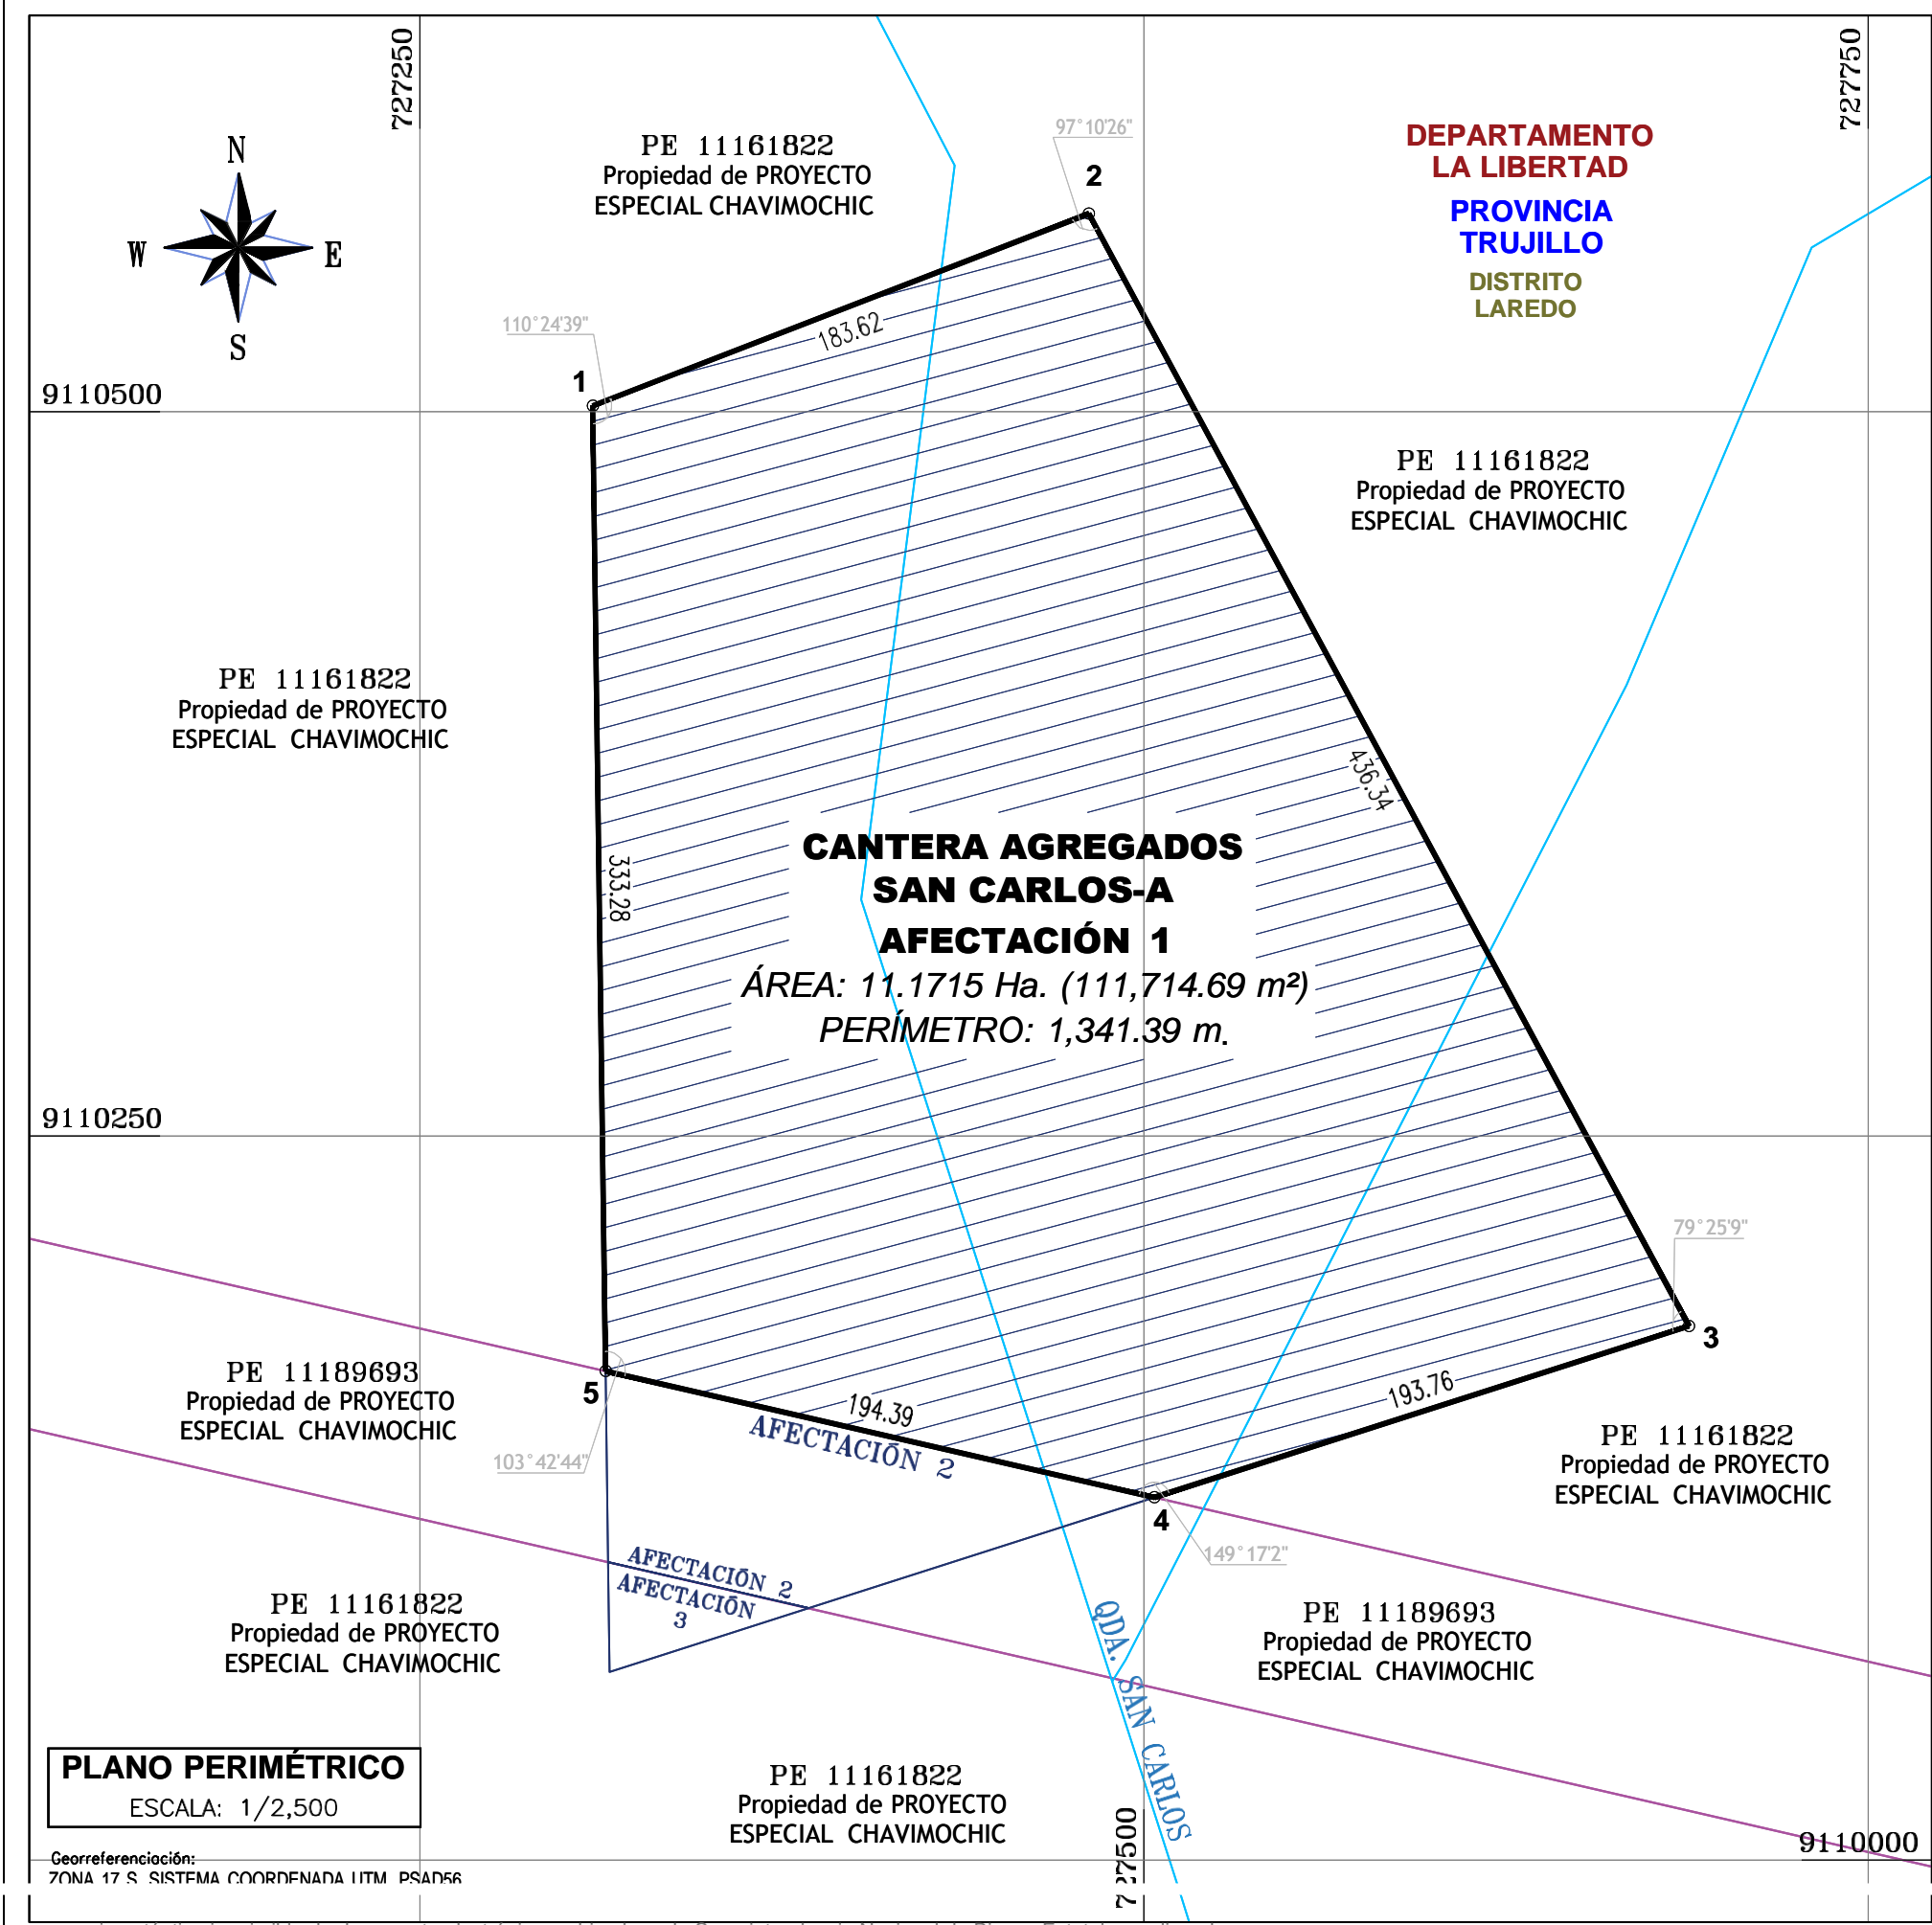 727250
727750
N
W E
S
PE 11161822
Propiedad de PROYECTO
ESPECIAL CHAVIMOCHIC
97°10'26"
2
DEPARTAMENTO
LA LIBERTAD
PROVINCIA
TRUJILLO
DISTRITO
LAREDO
110°24'39"
183.62
1
9110500
PE 11161822
Propiedad de PROYECTO
ESPECIAL CHAVIMOCHIC
PE 11161822
Propiedad de PROYECTO
ESPECIAL CHAVIMOCHIC
436.34
333.28
CANTERA AGREGADOS
SAN CARLOS-A
AFECTACIÓN 1
ÁREA: 11.1715 Ha. (111,714.69 m²)
PERÍMETRO: 1,341.39 m.
9110250
79°25'9"
3
PE 11189693
Propiedad de PROYECTO
ESPECIAL CHAVIMOCHIC
5
194.39
193.76
AFECTACIÓN 2
103°42'44"
PE 11161822
Propiedad de PROYECTO
ESPECIAL CHAVIMOCHIC
4
149°17'2"
AFECTACIÓN 2
AFECTACIÓN
3
PE 11161822
Propiedad de PROYECTO
ESPECIAL CHAVIMOCHIC
PE 11189693
Propiedad de PROYECTO
ESPECIAL CHAVIMOCHIC
QDA. SAN CARLOS
PLANO PERIMÉTRICO
ESCALA: 1/2,500
PE 11161822
Propiedad de PROYECTO
ESPECIAL CHAVIMOCHIC
727500
9110000
Georreferenciación:
ZONA 17 S SISTEMA COORDENADA UTM PSAD56